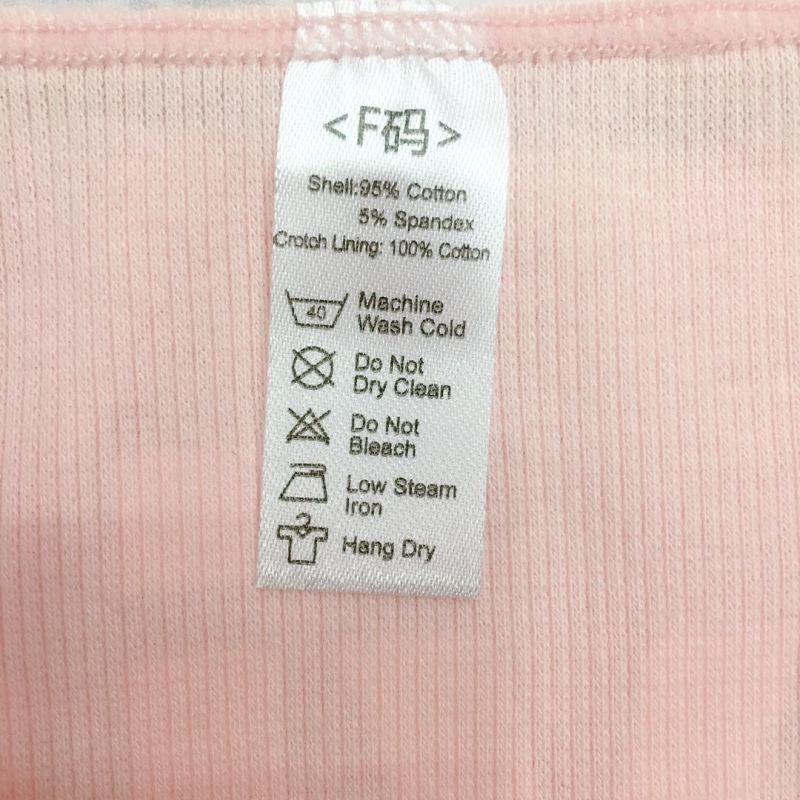 <F码>
Shell:95% Cotton
5% Spandex
Crotch Lining: 100% Cotton
40
Machine
Wash Cold
Do Not
Dry Clean
Do Not
Bleach
Low Steam
Iron
Hang Dry